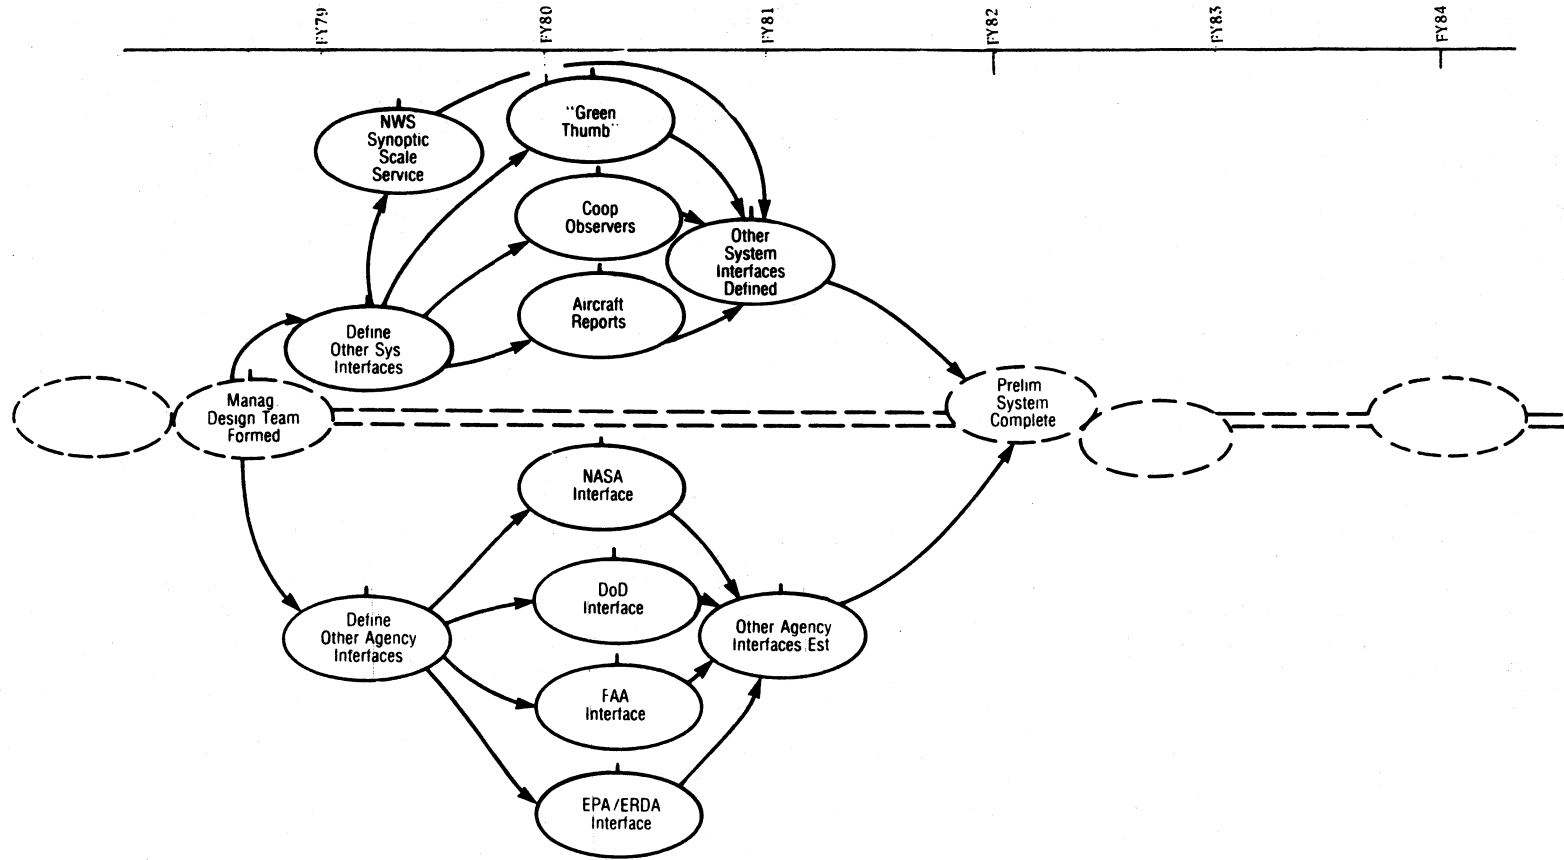 FY79
FY80
FY81
FY82
FY83
FY84
NWS
Synoptic
Scale
Service
"Green
Thumb"
Coop
Observers
Other
System
Interfaces
Defined
Aircraft
Reports
Define
Other Sys
Interfaces
Manag
Design Team
Formed
Prelim
System
Complete
NASA
Interface
DoD
Interface
Define
Other Agency
Interfaces
Other Agency
Interfaces Est
FAA
Interface
EPA/ERDA
Interface